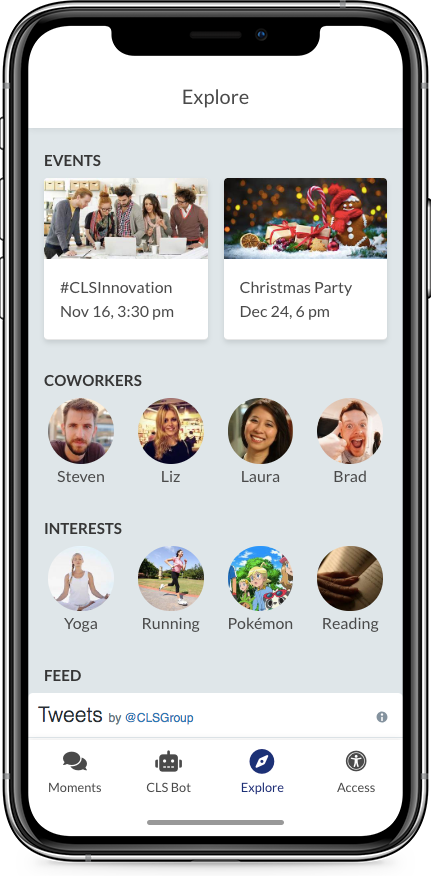 Explore
EVENTS
#CLSInnovation
Nov 16, 3:30 pm
Christmas Party
Dec 24, 6 pm
COWORKERS
Steven
Liz
Laura
Brad
INTERESTS
Yoga
Running
Pokémon
Reading
FEED
Tweets by @CLSGroup
Moments
CLS Bot
Explore
Access